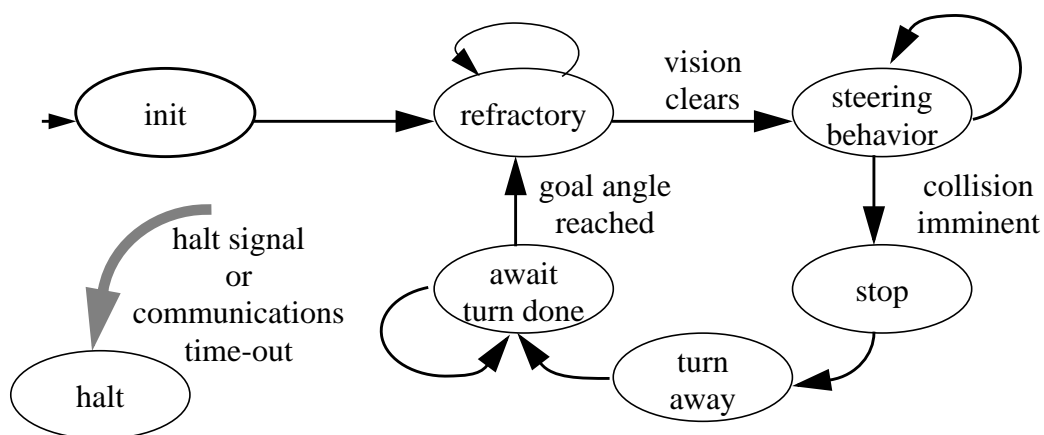 init
refractory
vision
clears
steering
behavior
goal angle
reached
collision
imminent
halt signal
or
communications
time-out
await
turn done
stop
turn
away
halt